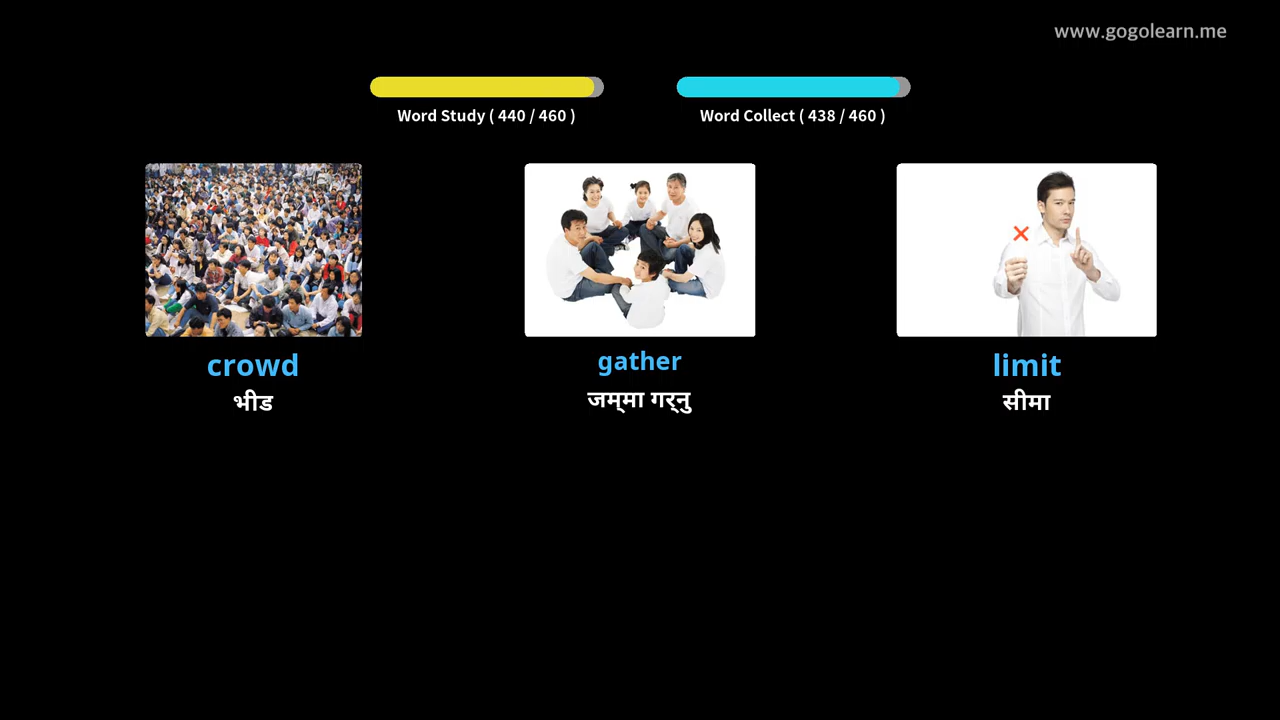 www.gogolearn.me
Word Study ( 440 / 460 )
Word Collect ( 438 / 460 )
crowd
gather
limit
भीड
जम्‌मा गर्‌नु
सीमा